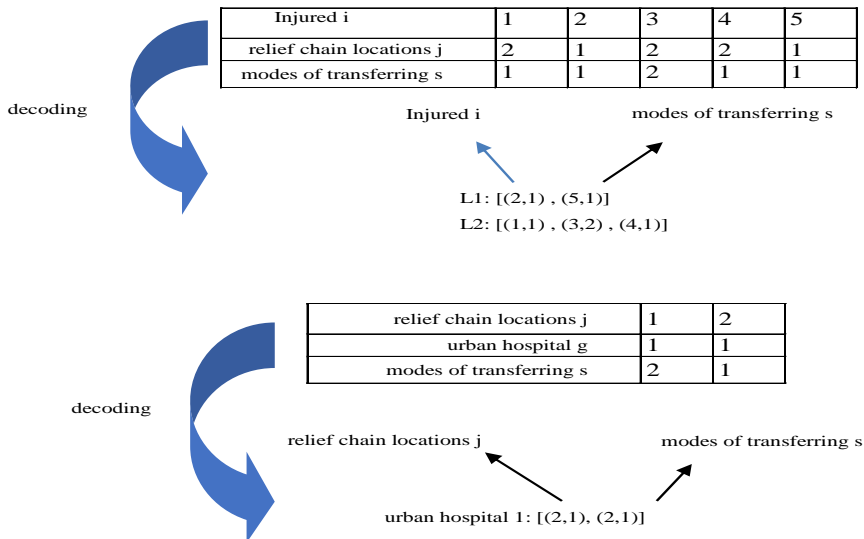 Injured i 1 2 3 4 5
relief chain locations j 2 1 2 2 1
modes of transferring s 1 1 2 1 1
decoding
Injured i modes of transferring s
L1: [(2,1) , (5,1)]
L2: [(1,1) , (3,2) , (4,1)]
relief chain locations j 1 2
urban hospital g 1 1
modes of transferring s 2 1
decoding
relief chain locations j modes of transferring s
urban hospital 1: [(2,1), (2,1)]